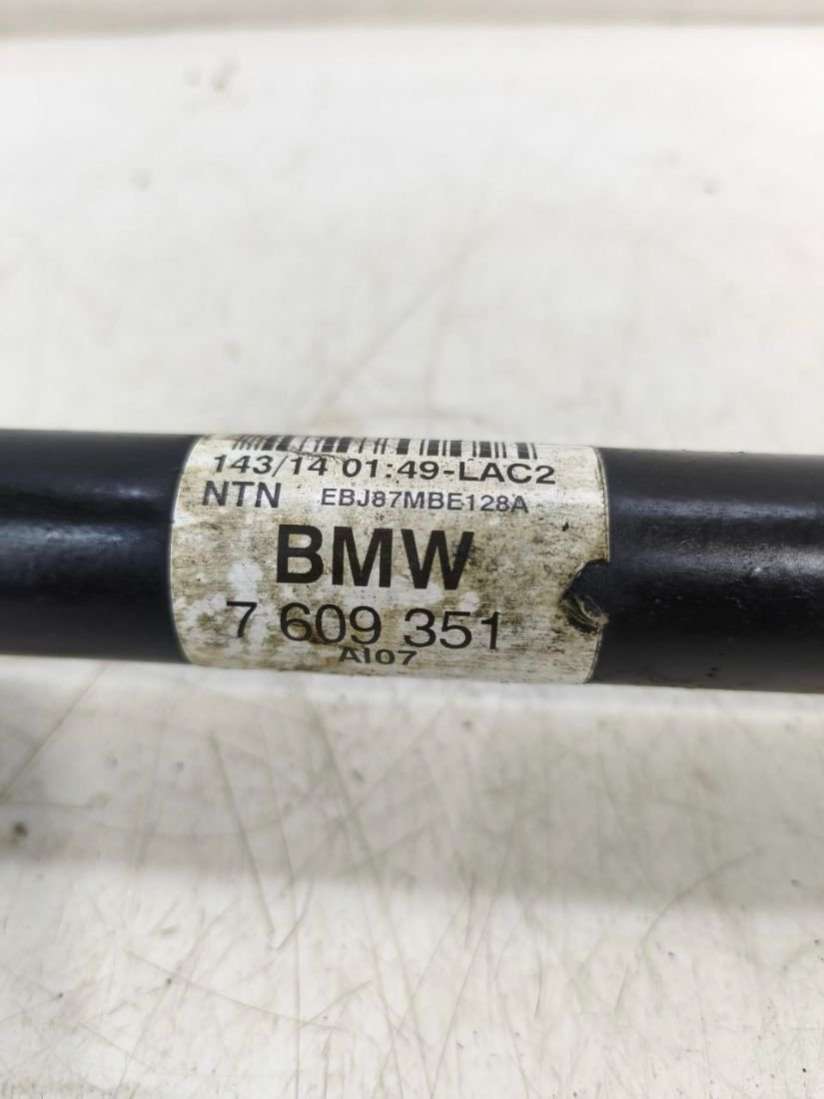 143/14 01:49-LAC2
NTN EBJ87MBE128A
BMW
7 609 351
AI07